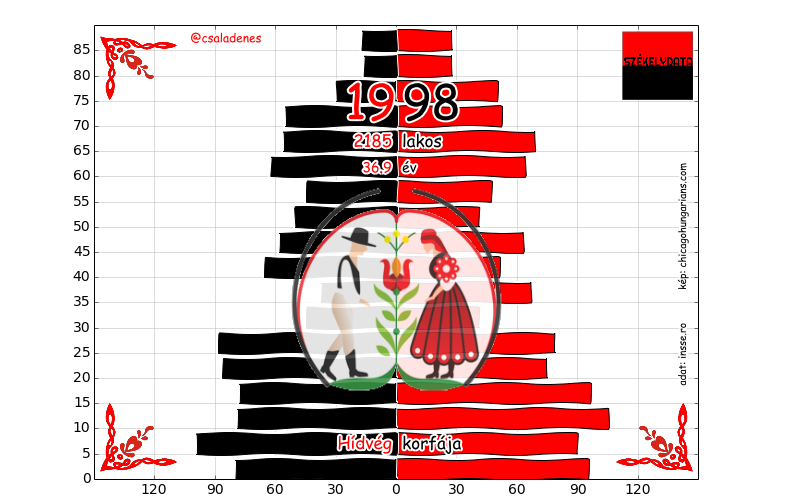 @csaladenes
SZÉKELYDATA
1998
2185 lakos
36.9 év
kép: chicagohungarians.com
adat: insse.ro
Hídvég korfája
85
80
75
70
65
60
55
50
45
40
35
30
25
20
15
10
5
0
120 90 60 30 0 30 60 90 120